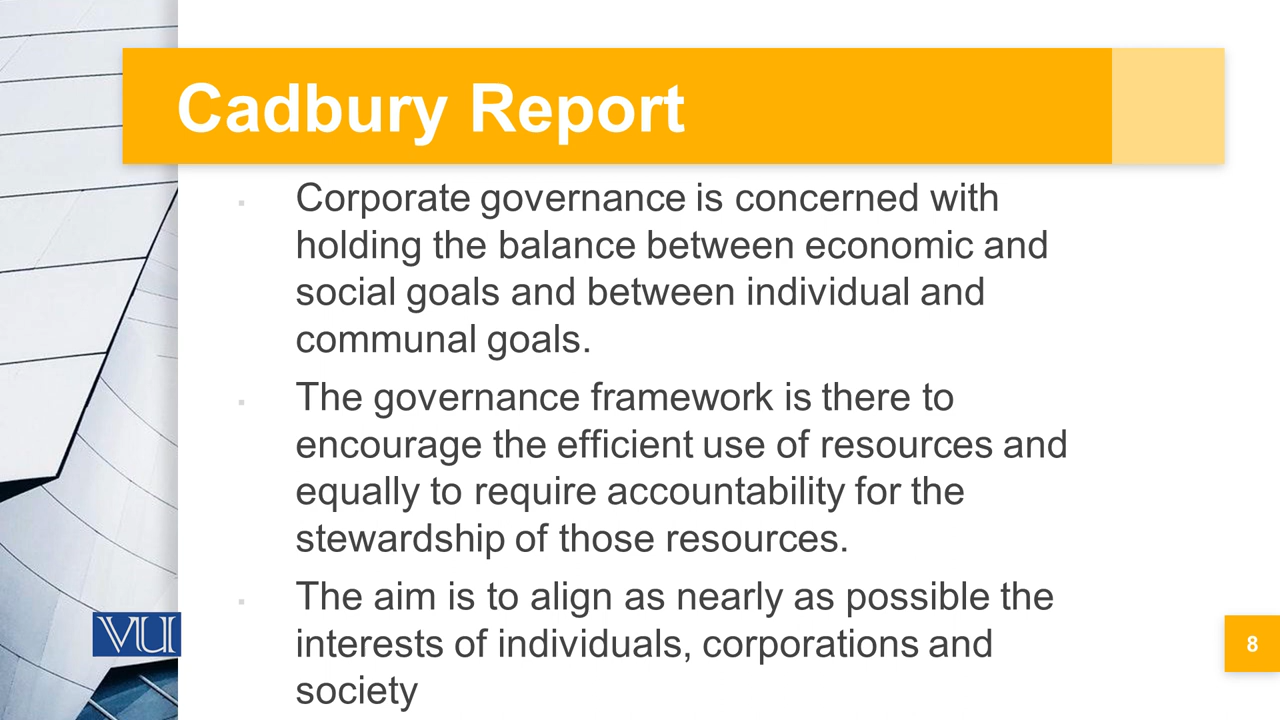 Cadbury Report
▪ Corporate governance is concerned with
holding the balance between economic and
social goals and between individual and
communal goals.
▪ The governance framework is there to
encourage the efficient use of resources and
equally to require accountability for the
stewardship of those resources.
▪ The aim is to align as nearly as possible the
interests of individuals, corporations and
society
VU
8